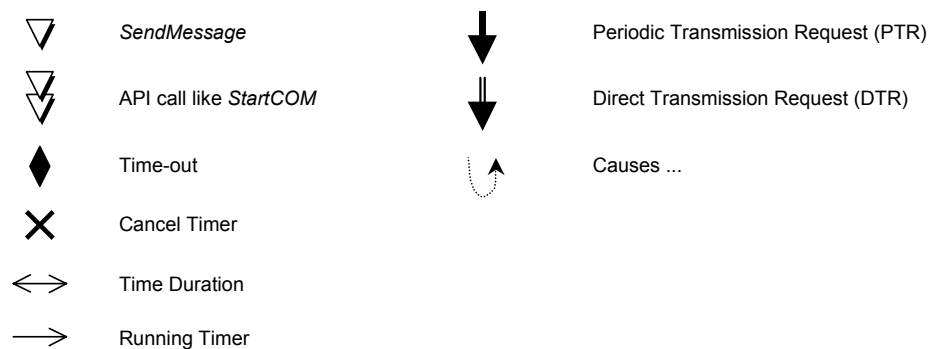 SendMessage
Periodic Transmission Request (PTR)
API call like StartCOM
Direct Transmission Request (DTR)
Time-out
Causes ...
Cancel Timer
Time Duration
Running Timer